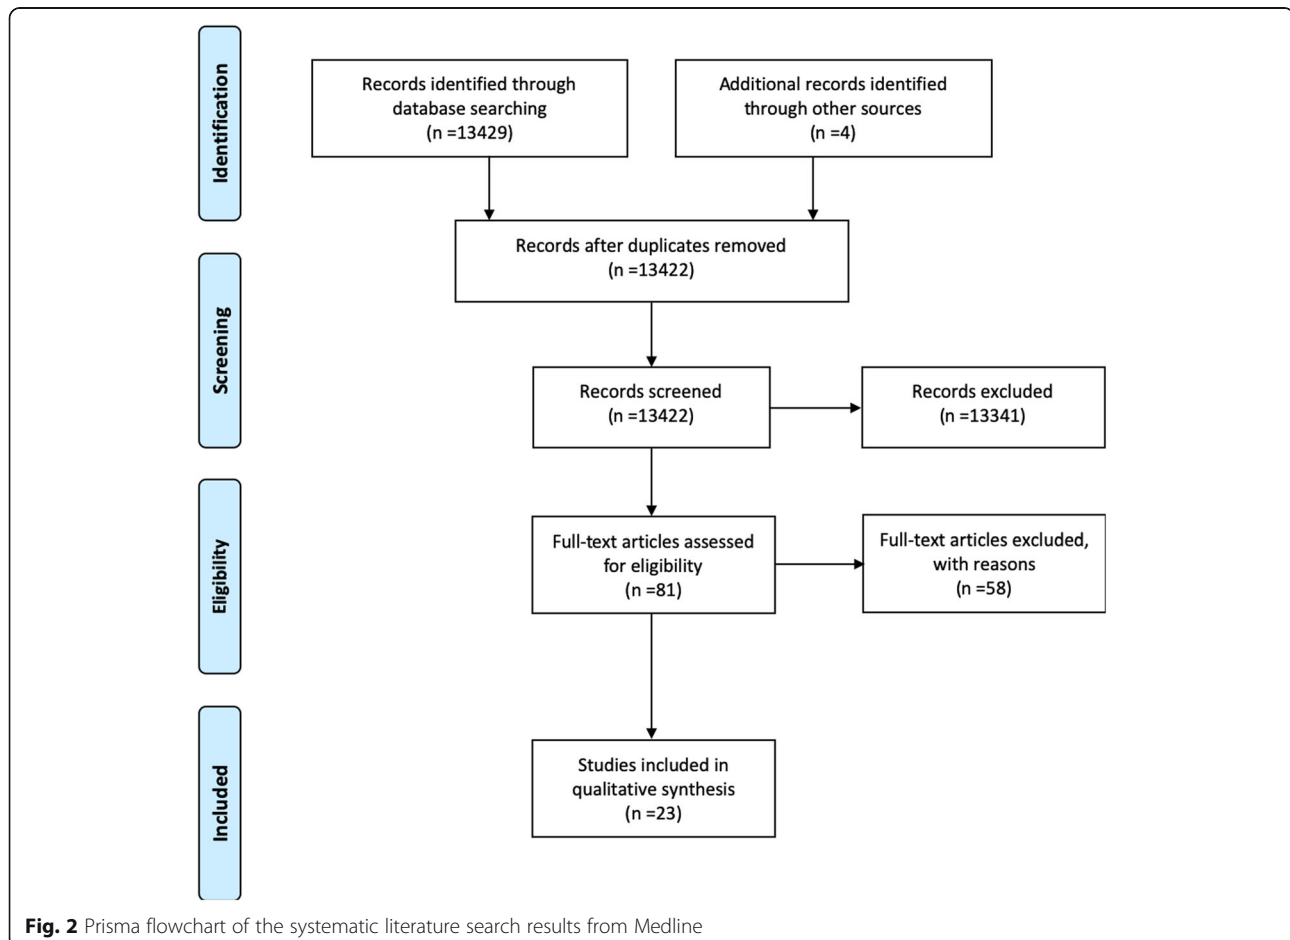 Identification
Records identified through
database searching
(n =13429)
Additional records identified
through other sources
(n =4)
Records after duplicates removed
(n =13422)
Screening
Records screened
(n =13422)
Records excluded
(n =13341)
Eligibility
Full-text articles assessed
for eligibility
(n =81)
Full-text articles excluded,
with reasons
(n =58)
Included
Studies included in
qualitative synthesis
(n =23)
Fig. 2 Prisma flowchart of the systematic literature search results from Medline